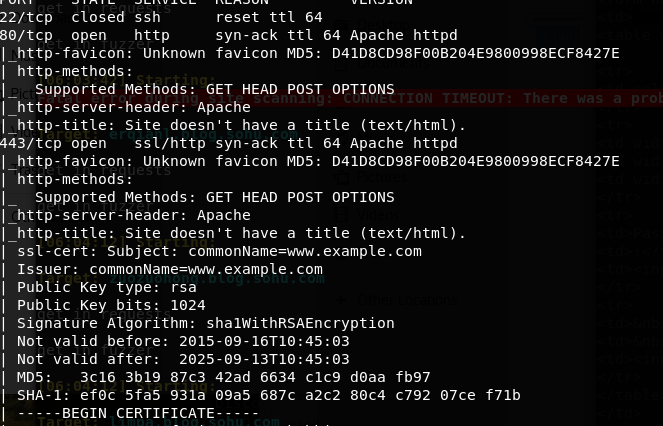 PORT STATE SERVICE REASON VERSION
22/tcp closed ssh reset ttl 64
80/tcp open http syn-ack ttl 64 Apache httpd
|_http-favicon: Unknown favicon MD5: D41D8CD98F00B204E9800998ECF8427E
| http-methods:
|_ Supported Methods: GET HEAD POST OPTIONS
|_http-server-header: Apache
|_http-title: Site doesn't have a title (text/html).
443/tcp open ssl/http syn-ack ttl 64 Apache httpd
|_http-favicon: Unknown favicon MD5: D41D8CD98F00B204E9800998ECF8427E
| http-methods:
|_ Supported Methods: GET HEAD POST OPTIONS
|_http-server-header: Apache
|_http-title: Site doesn't have a title (text/html).
| ssl-cert: Subject: commonName=www.example.com
| Issuer: commonName=www.example.com
| Public Key type: rsa
| Public Key bits: 1024
| Signature Algorithm: sha1WithRSAEncryption
| Not valid before: 2015-09-16T10:45:03
| Not valid after: 2025-09-13T10:45:03
| MD5: 3c16 3b19 87c3 42ad 6634 c1c9 d0aa fb97
| SHA-1: ef0c 5fa5 931a 09a5 687c a2c2 80c4 c792 07ce f71b
| -----BEGIN CERTIFICATE-----